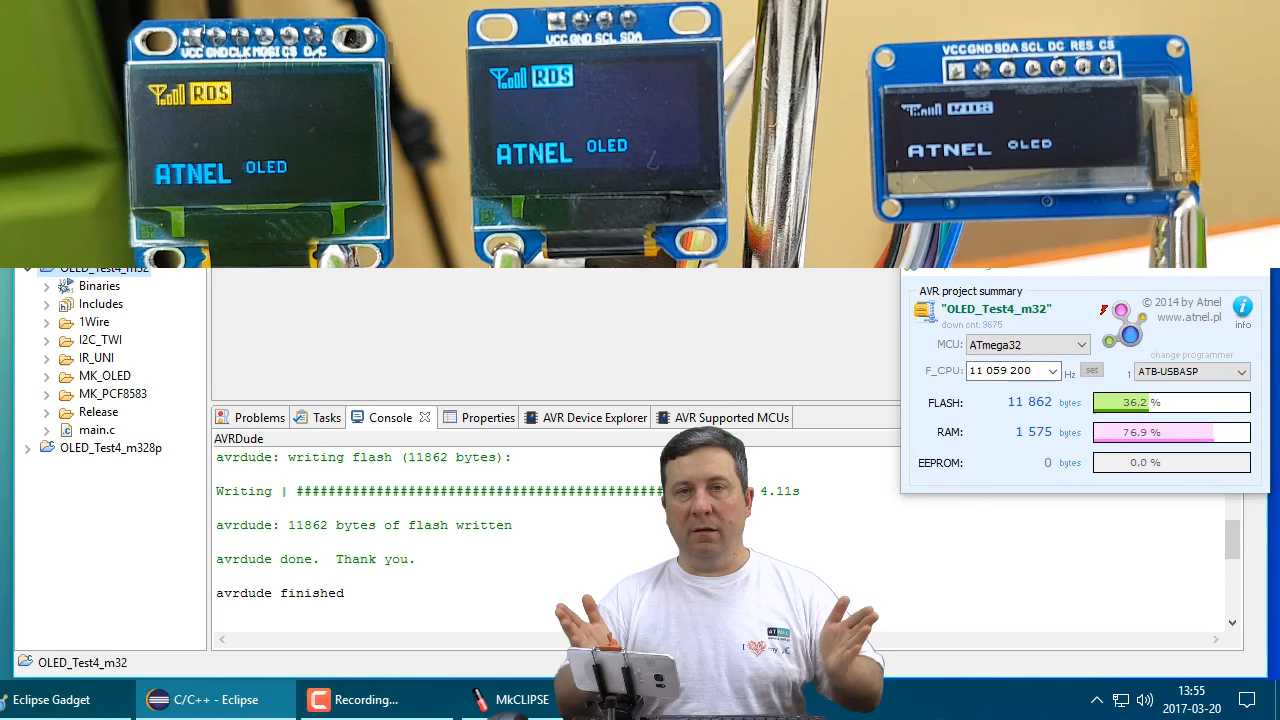 VCC GND CLK MOSI CS D/C
RDS
ATNEL OLED
VCC GND SCL SDA
RDS
ATNEL OLED
VCC GND SDA SCL DC RES CS
RDS
ATNEL OLED
OLED_Test4_m32
Binaries
Includes
1Wire
I2C_TWI
IR_UNI
MK_OLED
MK_PCF8583
Release
main.c
OLED_Test4_m328p
Problems Tasks Console Properties AVR Device Explorer AVR Supported MCUs
AVRDude
avrdude: writing flash (11862 bytes):
Writing | ############################################## 4.11s
avrdude: 11862 bytes of flash written
avrdude done. Thank you.
avrdude finished
AVR project summary
"OLED_Test4_m32"
down cnt: 9675
© 2014 by Atnel
www.atnel.pl
info
MCU: ATmega32
change programmer
F_CPU: 11 059 200 Hz set 1 ATB-USBASP
FLASH: 11 862 bytes 36,2 %
RAM: 1 575 bytes 76,9 %
EEPROM: 0 bytes 0,0 %
ATNEL
I my
OLED_Test4_m32
Eclipse Gadget
C/C++ - Eclipse
Recording...
MkCLIPSE
13:55
2017-03-20